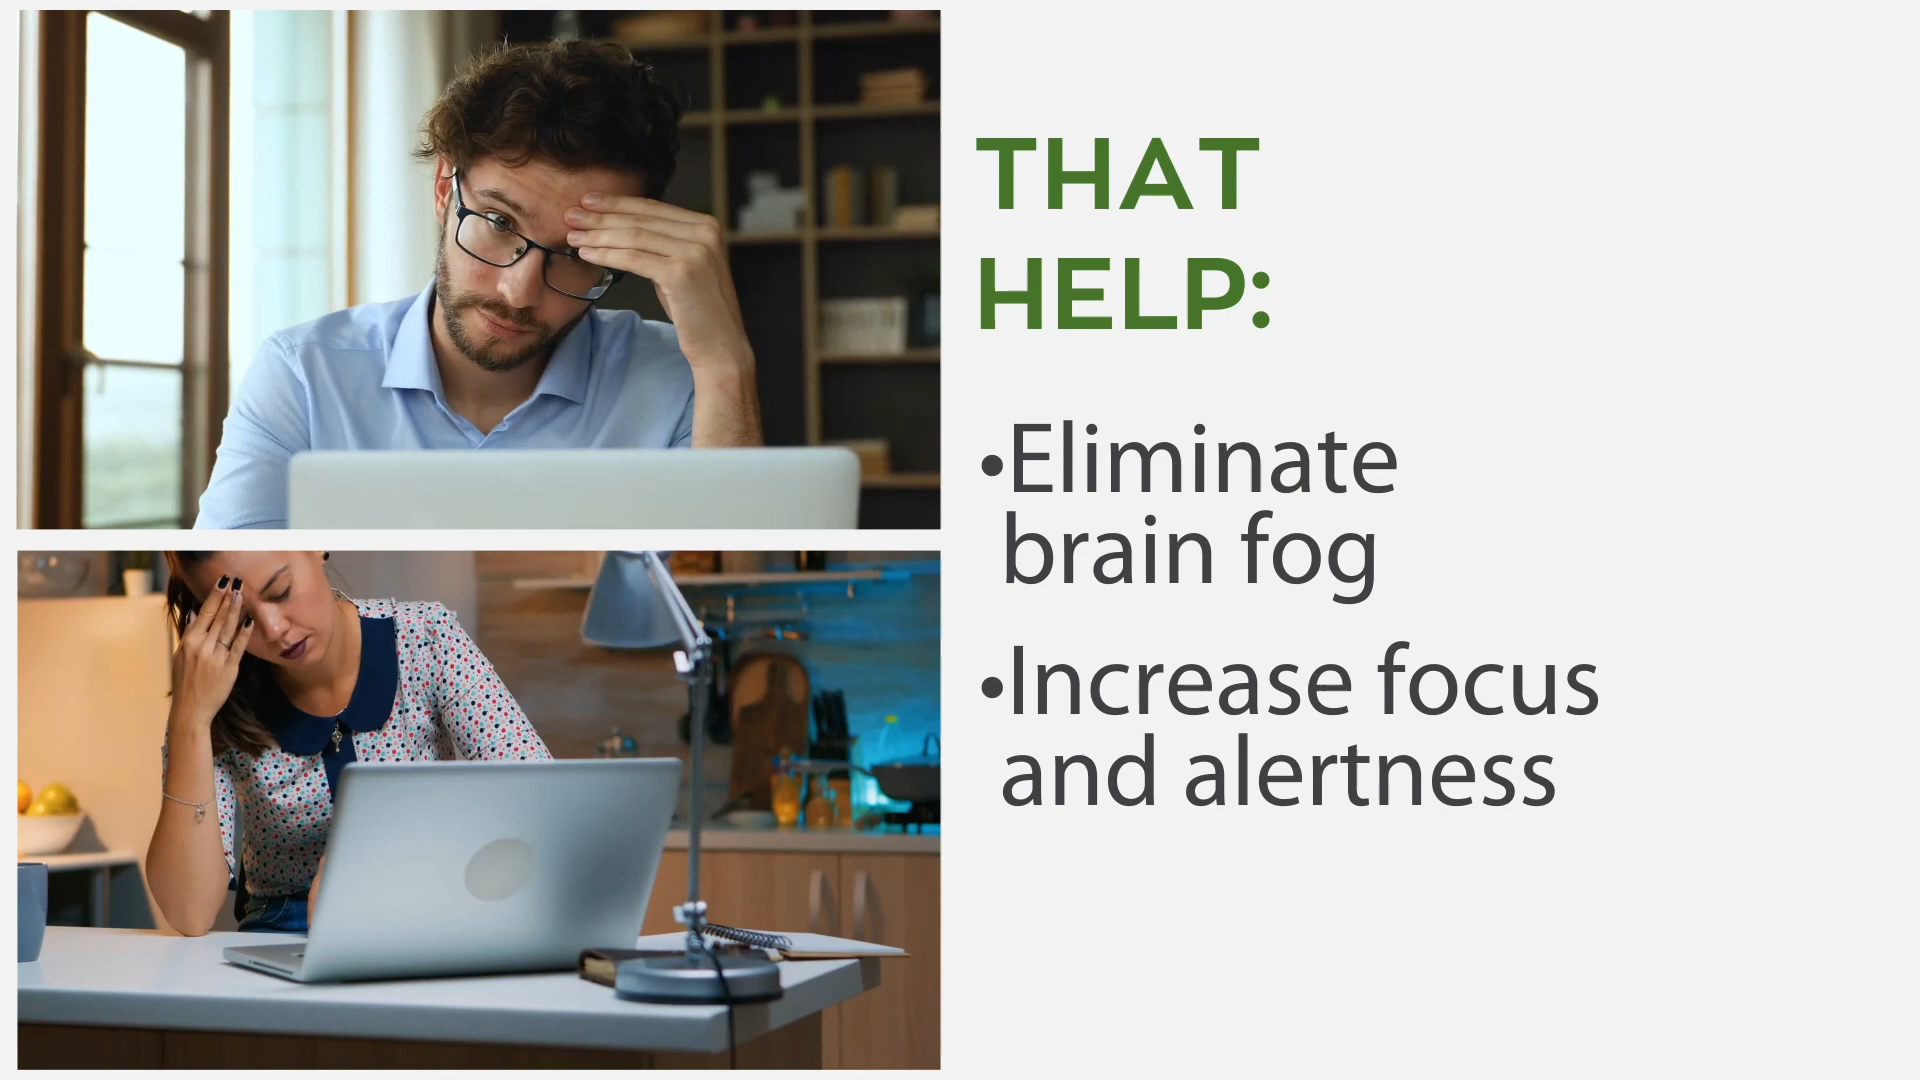 THAT
HELP:
•Eliminate
brain fog
•Increase focus
and alertness